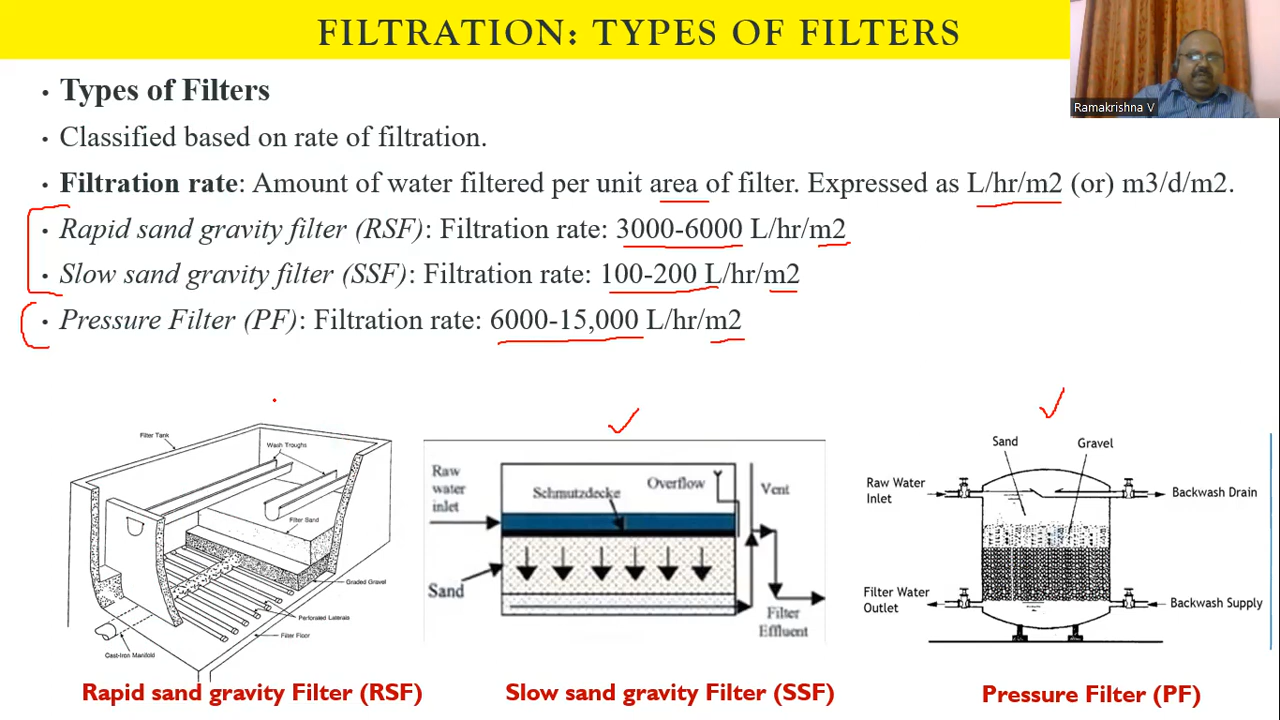 FILTRATION: TYPES OF FILTERS
Ramakrishna V
• Types of Filters
• Classified based on rate of filtration.
• Filtration rate: Amount of water filtered per unit area of filter. Expressed as L/hr/m2 (or) m3/d/m2.
• Rapid sand gravity filter (RSF): Filtration rate: 3000-6000 L/hr/m2
• Slow sand gravity filter (SSF): Filtration rate: 100-200 L/hr/m2
• Pressure Filter (PF): Filtration rate: 6000-15,000 L/hr/m2
Filter Tank
Wash Troughs
Filter Sand
Graded Gravel
Perforated Laterals
Filter Floor
Cast-Iron Manifold
Rapid sand gravity Filter (RSF)
Raw
water
inlet
Schmutzdecke
Overflow
Vent
Sand
Filter
Effluent
Slow sand gravity Filter (SSF)
Sand
Gravel
Raw Water
Inlet
Backwash Drain
Filter Water
Outlet
Backwash Supply
Pressure Filter (PF)